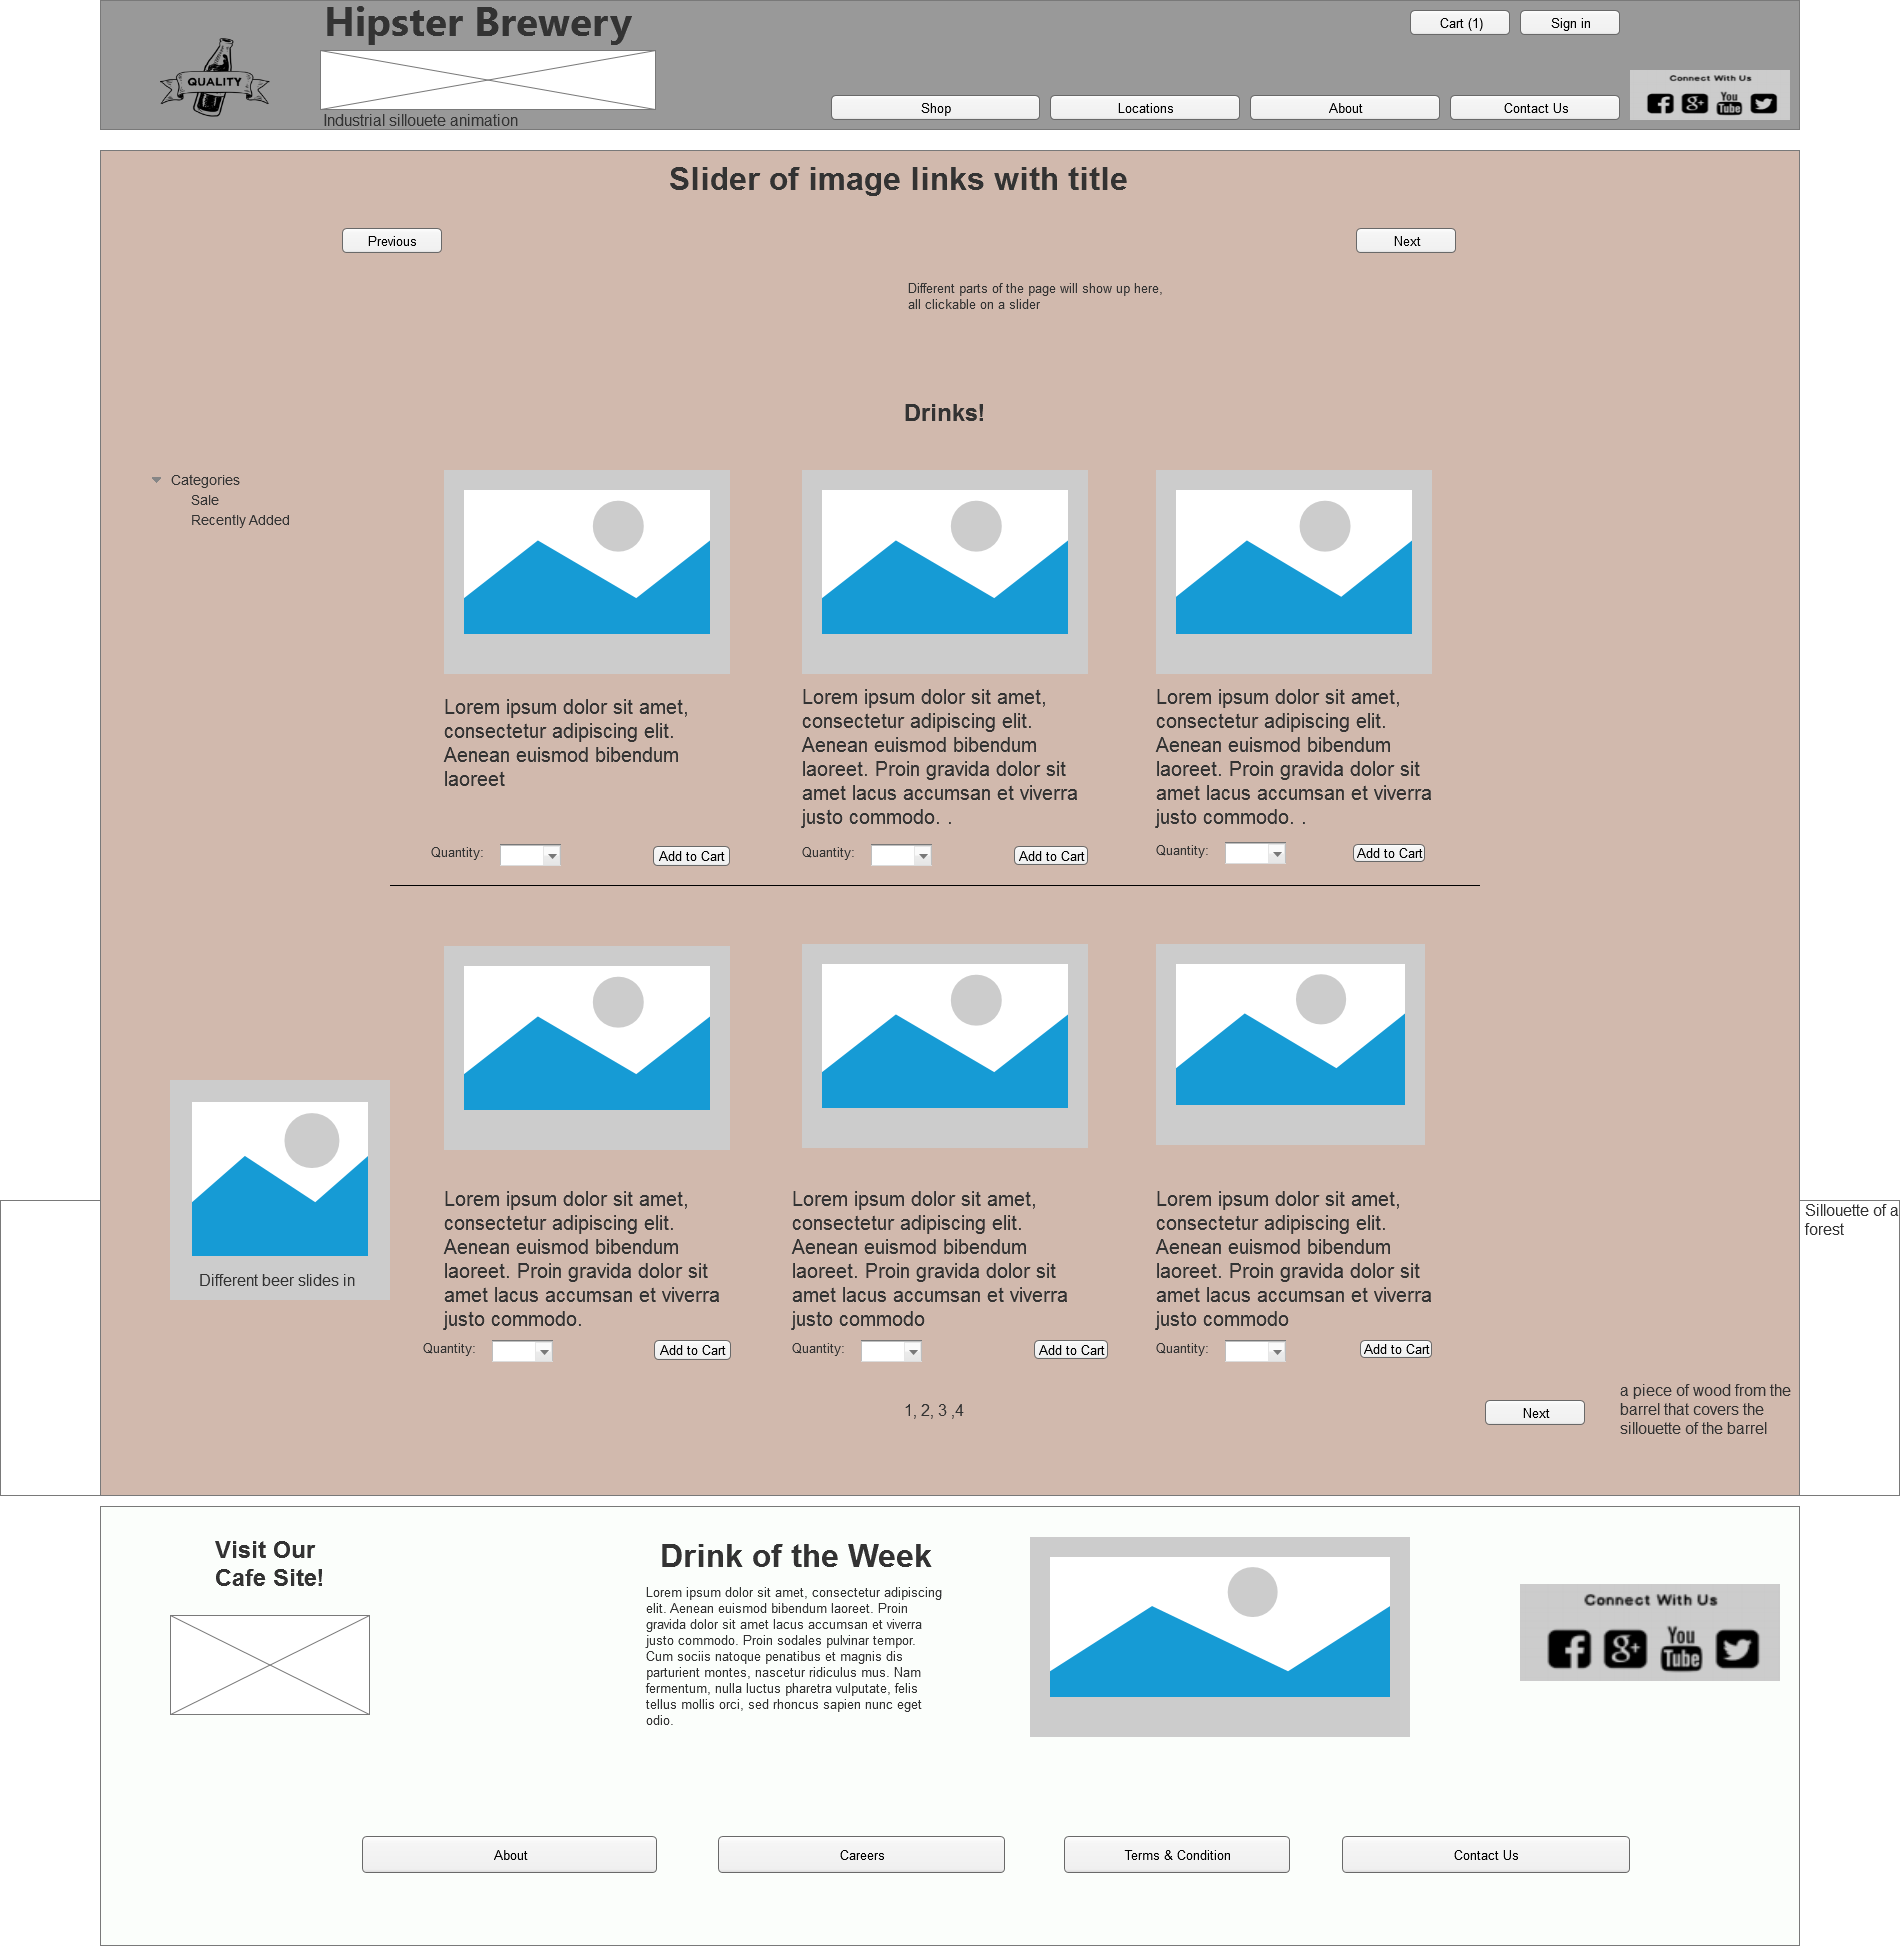 Hipster Brewery
QUALITY
Industrial sillouete animation
Cart (1)
Sign in
Shop
Locations
About
Contact Us
Connect With Us
You
Tube
g+
Slider of image links with title
Previous
Next
Different parts of the page will show up here,
all clickable on a slider
Drinks!
Categories
Sale
Recently Added
Lorem ipsum dolor sit amet,
consectetur adipiscing elit.
Aenean euismod bibendum
laoreet
Quantity:
Add to Cart
Lorem ipsum dolor sit amet,
consectetur adipiscing elit.
Aenean euismod bibendum
laoreet. Proin gravida dolor sit
amet lacus accumsan et viverra
justo commodo. .
Quantity:
Add to Cart
Lorem ipsum dolor sit amet,
consectetur adipiscing elit.
Aenean euismod bibendum
laoreet. Proin gravida dolor sit
amet lacus accumsan et viverra
justo commodo. .
Quantity:
Add to Cart
Different beer slides in
Lorem ipsum dolor sit amet,
consectetur adipiscing elit.
Aenean euismod bibendum
laoreet. Proin gravida dolor sit
amet lacus accumsan et viverra
justo commodo.
Quantity:
Add to Cart
Lorem ipsum dolor sit amet,
consectetur adipiscing elit.
Aenean euismod bibendum
laoreet. Proin gravida dolor sit
amet lacus accumsan et viverra
justo commodo
Quantity:
Add to Cart
Lorem ipsum dolor sit amet,
consectetur adipiscing elit.
Aenean euismod bibendum
laoreet. Proin gravida dolor sit
amet lacus accumsan et viverra
justo commodo
Quantity:
Add to Cart
Sillouette of a
forest
1, 2, 3 ,4
Next
a piece of wood from the
barrel that covers the
sillouette of the barrel
Visit Our
Cafe Site!
Drink of the Week
Lorem ipsum dolor sit amet, consectetur adipiscing
elit. Aenean euismod bibendum laoreet. Proin
gravida dolor sit amet lacus accumsan et viverra
justo commodo. Proin sodales pulvinar tempor.
Cum sociis natoque penatibus et magnis dis
parturient montes, nascetur ridiculus mus. Nam
fermentum, nulla luctus pharetra vulputate, felis
tellus mollis orci, sed rhoncus sapien nunc eget
odio.
Connect With Us
You
Tube
g+
About
Careers
Terms & Condition
Contact Us